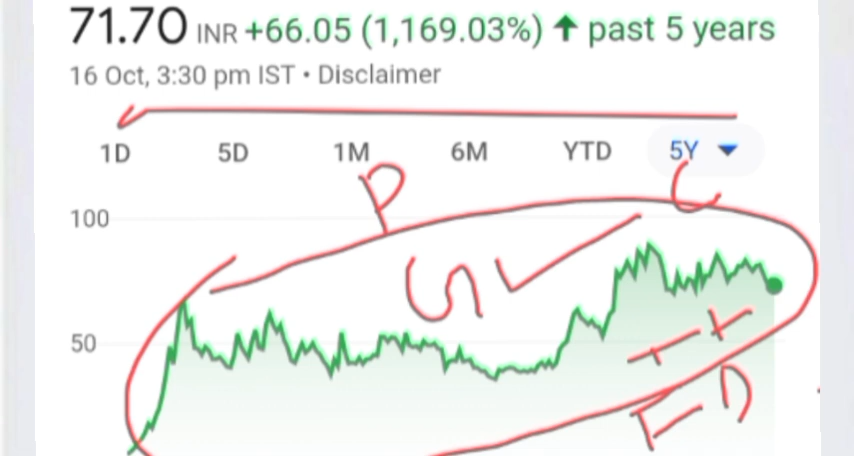 71.70 INR +66.05 (1,169.03%) ↑ past 5 years
16 Oct, 3:30 pm IST • Disclaimer
1D 5D 1M 6M YTD 5Y
P C
100
50